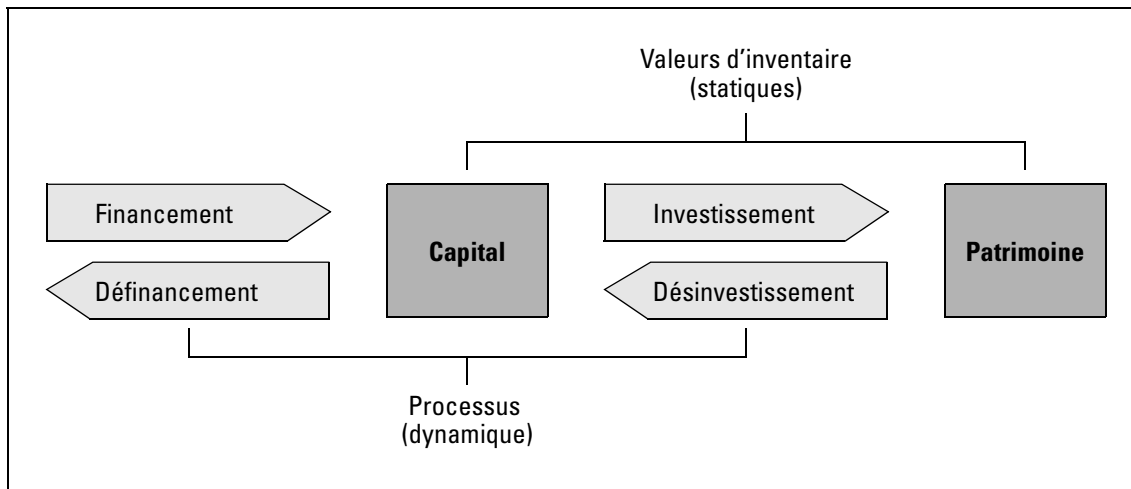 Valeurs d’inventaire
(statiques)
Financement
Capital
Investissement
Patrimoine
Définancement
Désinvestissement
Processus
(dynamique)